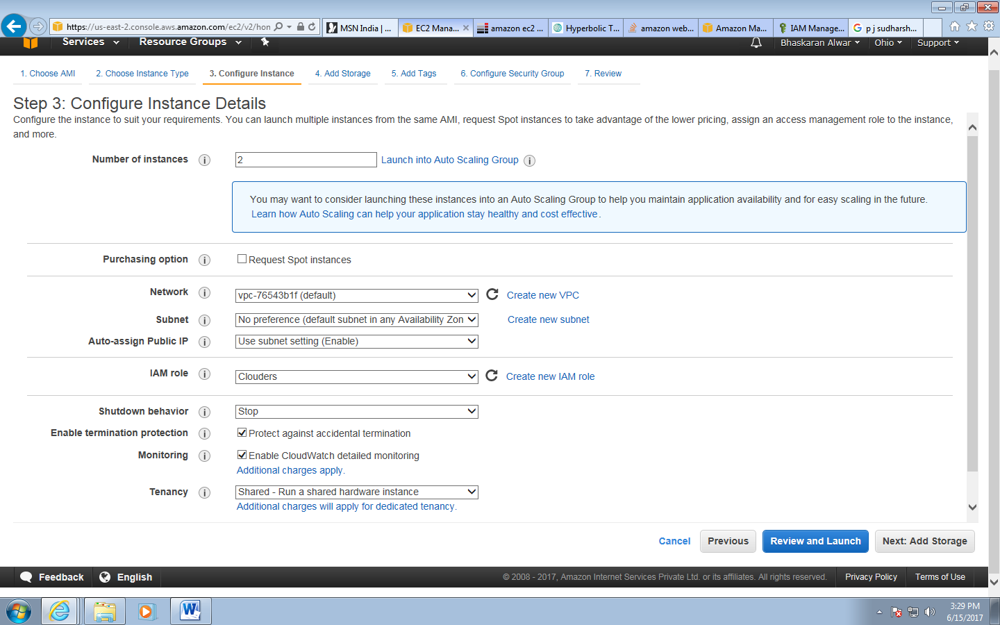 https://us-east-2.console.aws.amazon.com/ec2/v2/hon
MSN India | ...
EC2 Mana...
amazon ec2 ...
Hyperbolic T...
amazon web...
Amazon Ma...
IAM Manage...
p j sudharsh...
Services
Resource Groups
Bhaskaran Alwar
Ohio
Support
1. Choose AMI
2. Choose Instance Type
3. Configure Instance
4. Add Storage
5. Add Tags
6. Configure Security Group
7. Review
Step 3: Configure Instance Details
Configure the instance to suit your requirements. You can launch multiple instances from the same AMI, request Spot instances to take advantage of the lower pricing, assign an access management role to the instance,
and more.
Number of instances
2
Launch into Auto Scaling Group
You may want to consider launching these instances into an Auto Scaling Group to help you maintain application availability and for easy scaling in the future.
Learn how Auto Scaling can help your application stay healthy and cost effective.
Purchasing option
Request Spot instances
Network
vpc-76543b1f (default)
Create new VPC
Subnet
No preference (default subnet in any Availability Zon
Create new subnet
Auto-assign Public IP
Use subnet setting (Enable)
IAM role
Clouders
Create new IAM role
Shutdown behavior
Stop
Enable termination protection
Protect against accidental termination
Monitoring
Enable CloudWatch detailed monitoring
Additional charges apply.
Tenancy
Shared - Run a shared hardware instance
Additional charges will apply for dedicated tenancy.
Cancel
Previous
Review and Launch
Next: Add Storage
Feedback
English
© 2008 - 2017, Amazon Internet Services Private Ltd. or its affiliates. All rights reserved.
Privacy Policy
Terms of Use
3:29 PM
6/15/2017